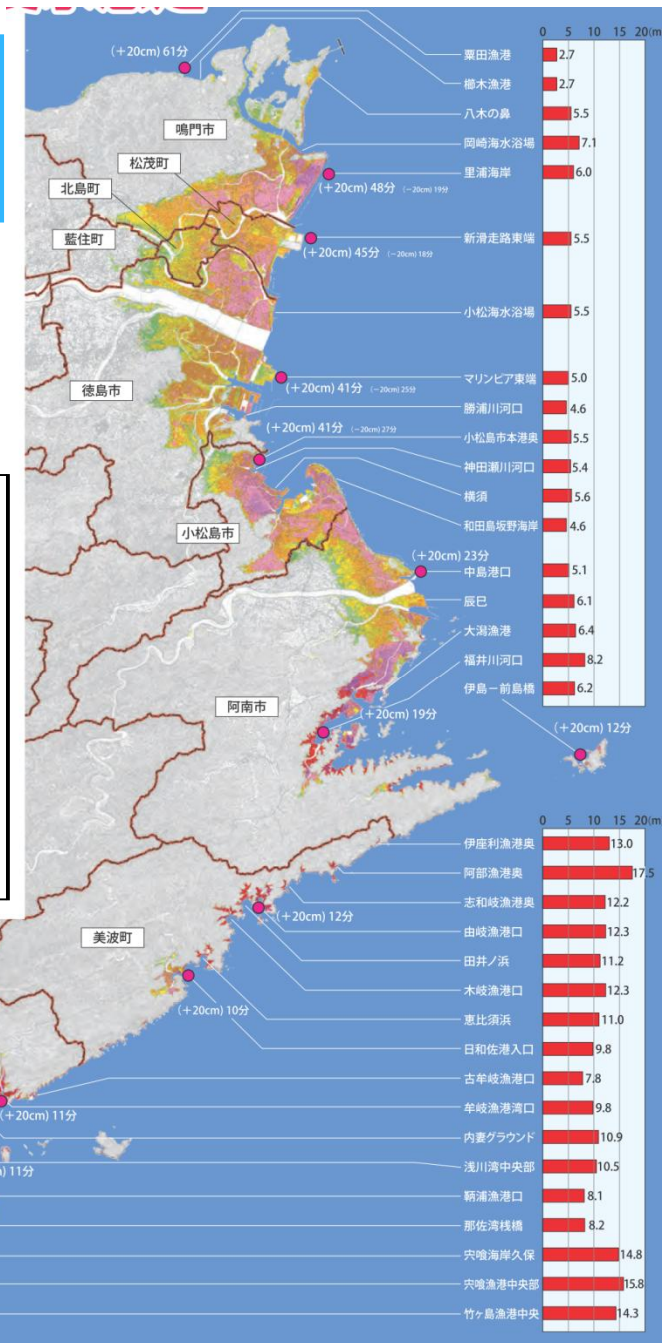 (+20cm) 61分
鳴門市
松茂町
北島町
藍住町
(+20cm) 48分 (−20cm) 19分
(+20cm) 45分 (−20cm) 18分
徳島市
(+20cm) 41分 (−20cm) 25分
(+20cm) 41分 (−20cm) 27分
小松島市
(+20cm) 23分
阿南市
(+20cm) 19分
(+20cm) 12分
(+20cm) 12分
美波町
(+20cm) 10分
(+20cm) 11分
m) 11分
0 5 10 15 20(m)
粟田漁港 2.7
櫛木漁港 2.7
八木の鼻 5.5
岡崎海水浴場 7.1
里浦海岸 6.0
新滑走路東端 5.5
小松海水浴場 5.5
マリンピア東端 5.0
勝浦川河口 4.6
小松島市本港奥 5.5
神田瀬川河口 5.4
横須 5.6
和田島坂野海岸 4.6
中島港口 5.1
辰巳 6.1
大潟漁港 6.4
福井川河口 8.2
伊島－前島橋 6.2
0 5 10 15 20(m
伊座利漁港奥 13.0
阿部漁港奥 17.5
志和岐漁港奥 12.2
由岐漁港口 12.3
田井ノ浜 11.2
木岐漁港口 12.3
恵比須浜 11.0
日和佐港入口 9.8
古牟岐漁港口 7.8
牟岐漁港湾口 9.8
内妻グラウンド 10.9
浅川湾中央部 10.5
鞆浦漁港口 8.1
那佐湾桟橋 8.2
宍喰海岸久保 14.8
宍喰漁港中央部 15.8
竹ヶ島漁港中央 14.3